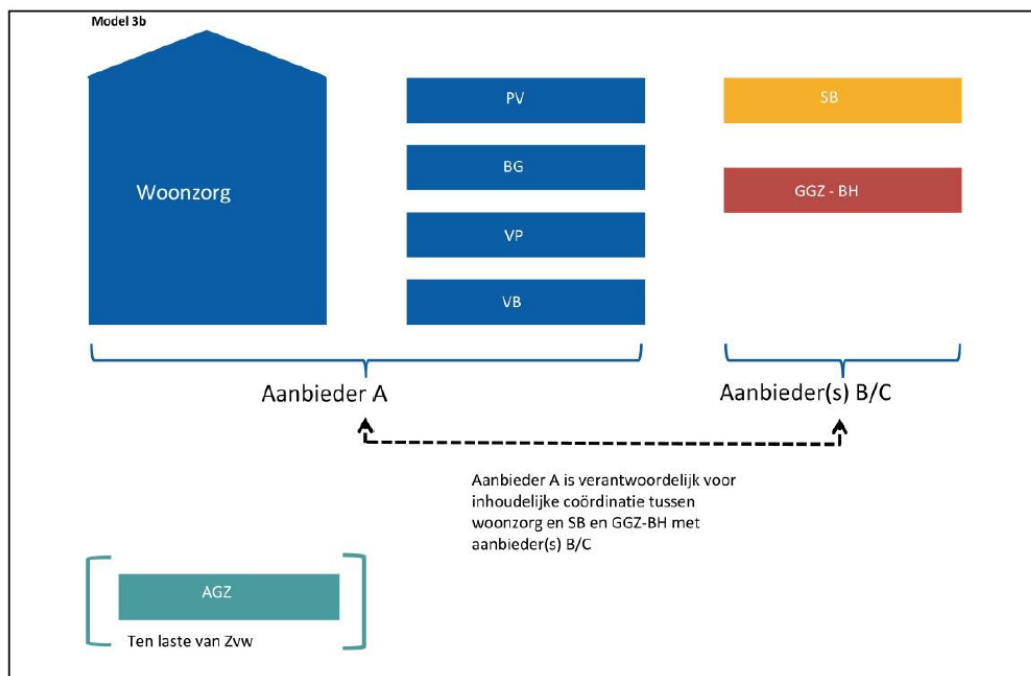 Model 3b
Woonzorg
PV
BG
VP
VB
SB
GGZ - BH
Aanbieder A
Aanbieder(s) B/C
Aanbieder A is verantwoordelijk voor
inhoudelijke coördinatie tussen
woonzorg en SB en GGZ-BH met
aanbieder(s) B/C
AGZ
Ten laste van Zvw